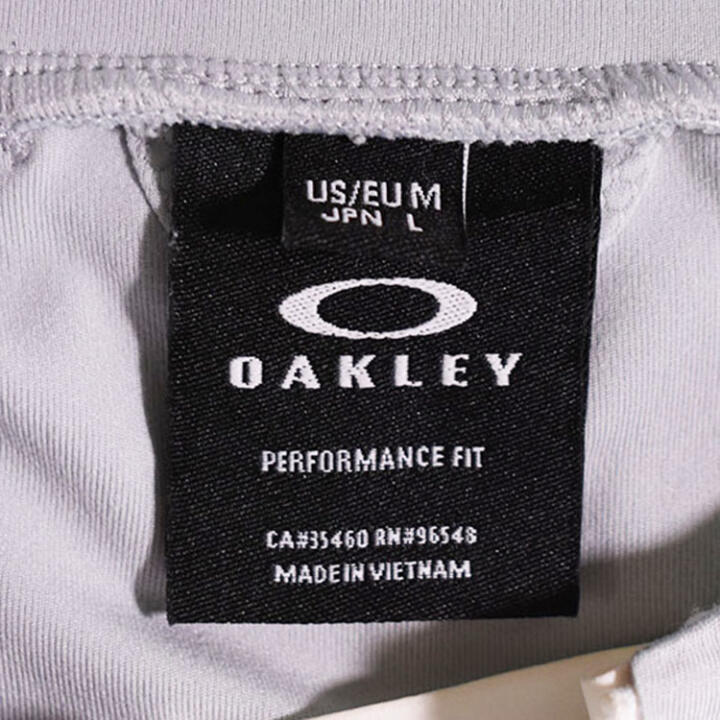 US/EU M
JPN L
OAKLEY
PERFORMANCE FIT
CA#35460 RN#96548
MADE IN VIETNAM